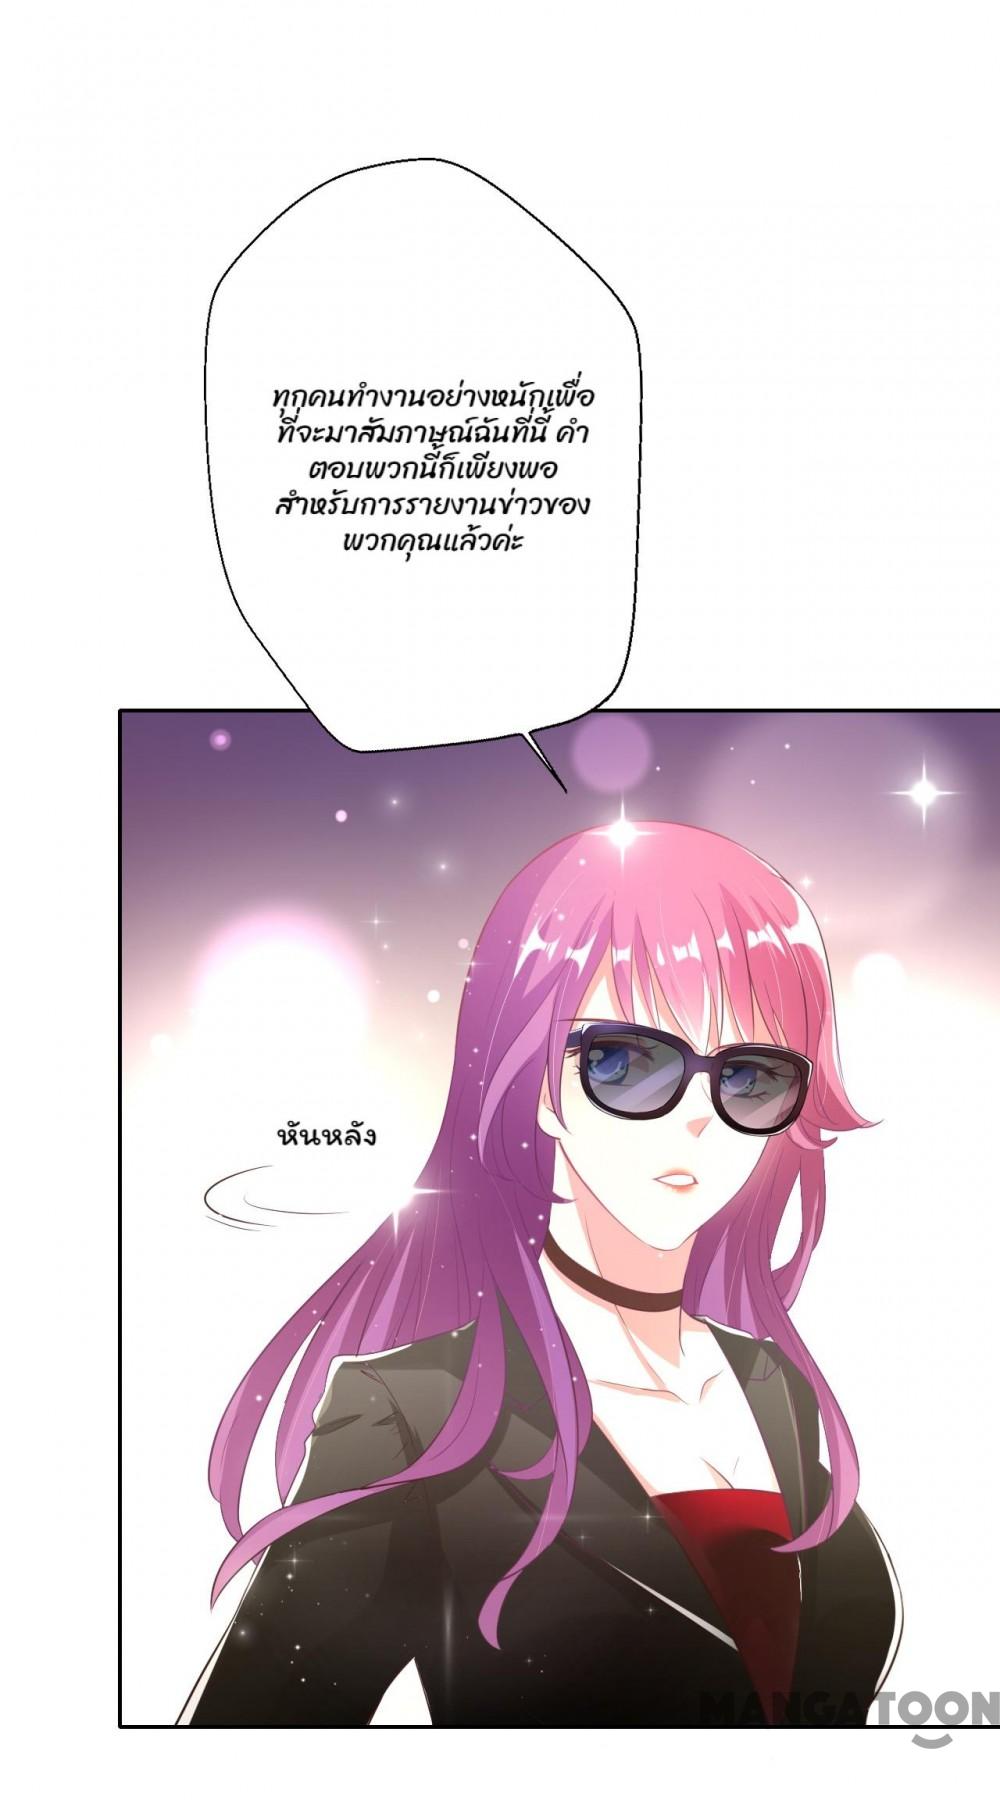 ทุกคนทำงานอย่างหนักเพื่อ
ที่จะมาสัมภาษณ์ฉันที่นี้ คำ
ตอบพวกนี้ก็เพียงพอ
สำหรับการรายงานข่าวของ
พวกคุณแล้วค่ะ
หันหลัง
MANGATOON